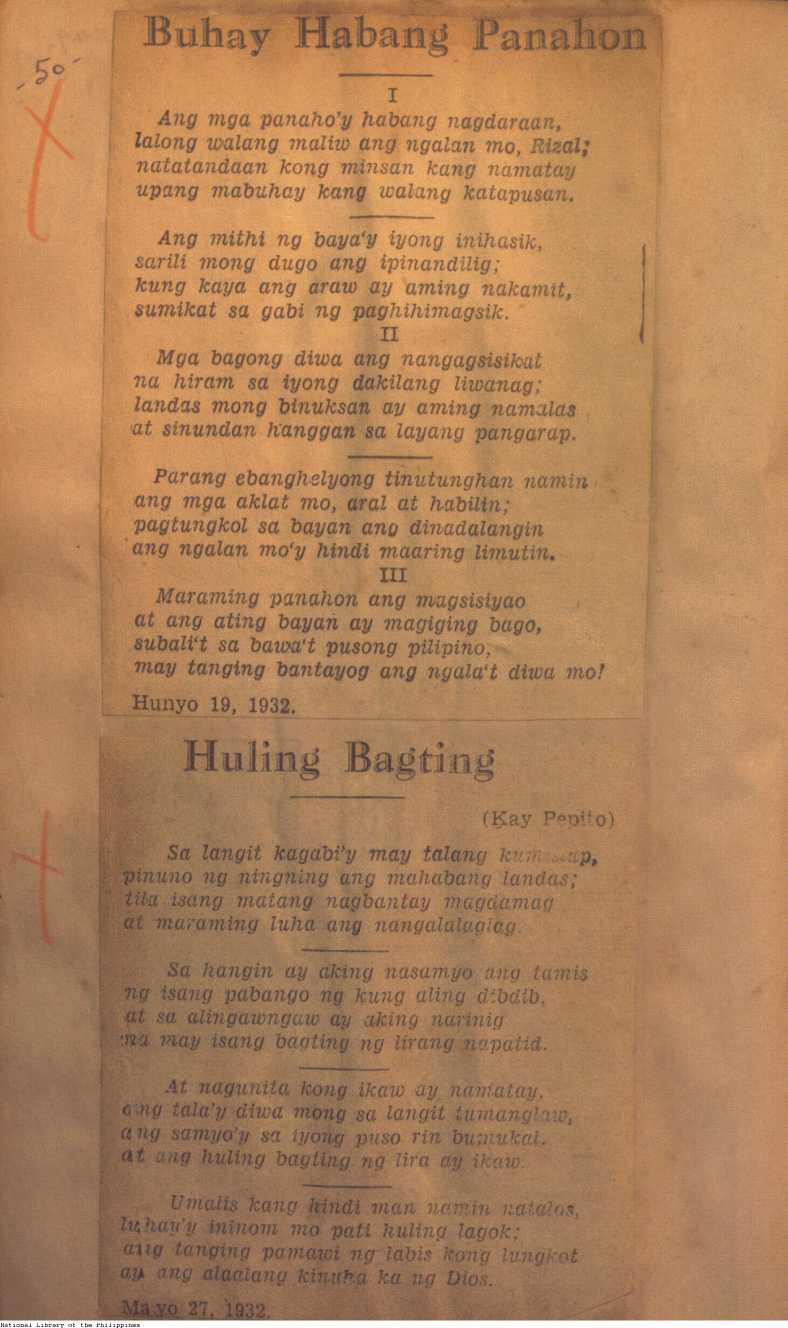 -50-
Buhay Habang Panahon
I
Ang mga panaho'y habang nagdaraan,
lalong walang maliw ang ngalan mo, Rizal;
natatandaan kong minsan kang namatay
upang mabuhay kang walang katapusan.
Ang mithi ng baya'y iyong inihasik,
sarili mong dugo ang ipinandilig;
kung kaya ang araw ay aming nakamit,
sumikat sa gabi ng paghihimagsik.
II
Mga bagong diwa ang nangagsisikat
na hiram sa iyong dakilang liwanag;
landas mong binuksan ay aming namalas
at sinundan hanggan sa layang pangarap.
Parang ebanghelyong tinutunghan namin
ang mga aklat mo, aral at habilin;
pagtungkol sa bayan ang dinadalangin
ang ngalan mo'y hindi maaring limutin.
III
Maraming panahon ang magsisiyao
at ang ating bayan ay magiging bago,
subali't sa bawa't pusong pilipino,
may tanging bantayog ang ngala't diwa mo!
Hunyo 19, 1932.
Huling Bagting
(Kay Pepito)
Sa langit kagabi'y may talang
pinuno ng ningning ang mahabang landas;
tila isang matang nagbantay magdamag
at maraming luha ang nangalalaglag.
Sa hangin ay aking nasamyo ang tamis
ng isang pabango ng kung aling dibdib,
at sa alingawngaw ay aking narinig
na may isang bagting ng lirang napatid.
At nagunita kong ikaw ay namatay,
ang tala'y diwa mong sa langit tumanglaw,
ang samyo'y sa iyong puso rin bumukal,
at ang huling bagting ng lira ay ikaw.
Umalis kang hindi man namin natalos,
luhay'y ininom mo pati huling lagok;
ang tanging pamawi ng labis kong lungkot
ay ang alaalang kinuha ka ng Dios.
Mayo 27, 1932.
National Library of the Philippines